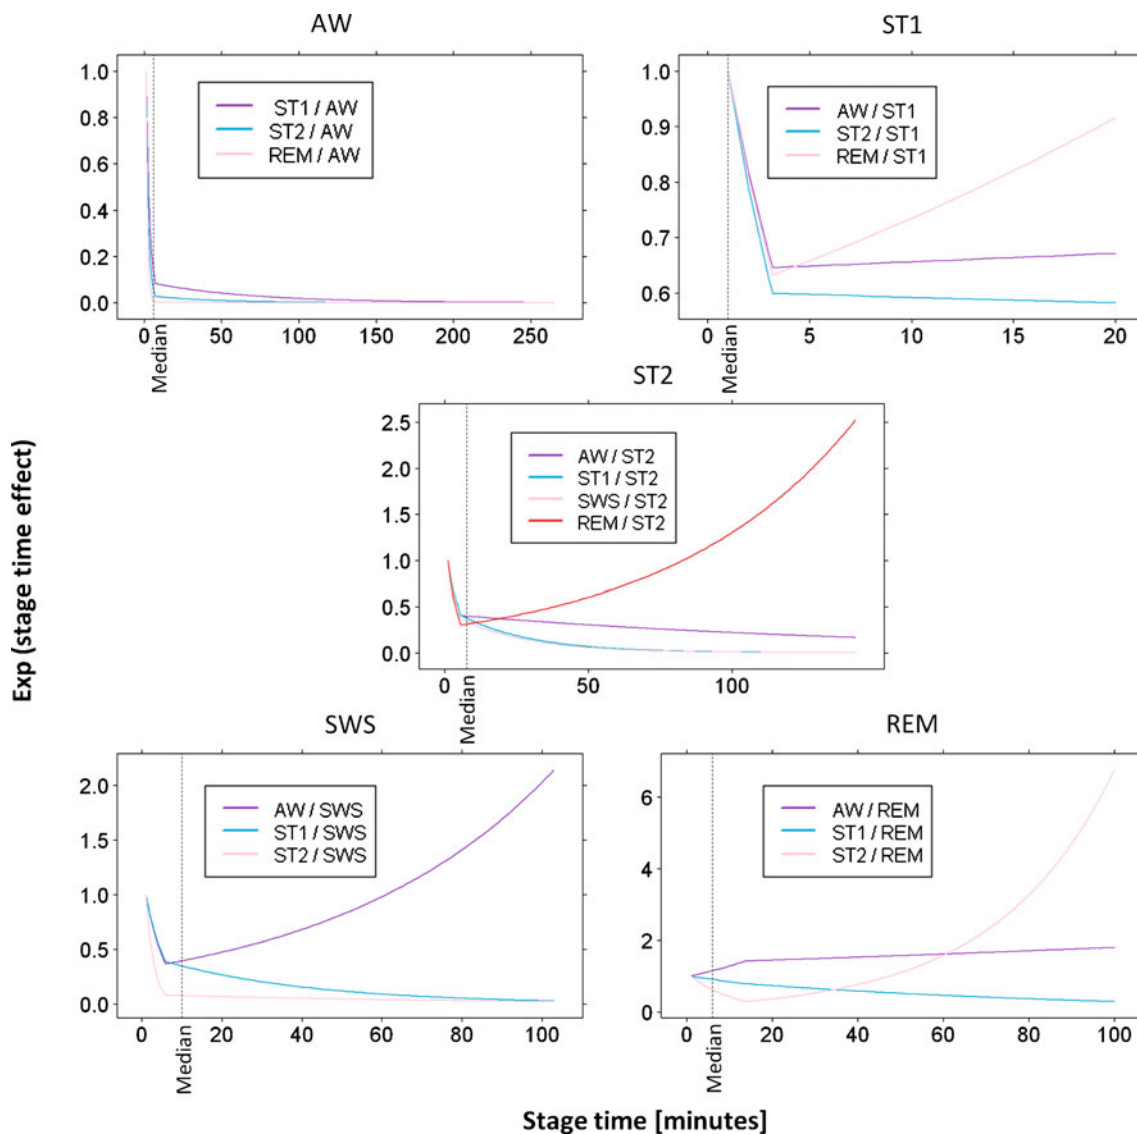 AW
1.0
0.8
0.6
0.4
0.2
0.0
ST1 / AW
ST2 / AW
REM / AW
0 50 100 150 200 250
Median
ST1
1.0
0.9
0.8
0.7
0.6
AW / ST1
ST2 / ST1
REM / ST1
0 5 10 15 20
Median
Exp (stage time effect)
ST2
2.5
2.0
1.5
1.0
0.5
0.0
AW / ST2
ST1 / ST2
SWS / ST2
REM / ST2
0 50 100
Median
SWS
2.0
1.5
1.0
0.5
0.0
AW / SWS
ST1 / SWS
ST2 / SWS
0 20 40 60 80 100
Median
REM
6
4
2
0
AW / REM
ST1 / REM
ST2 / REM
0 20 40 60 80 100
Median
Stage time [minutes]